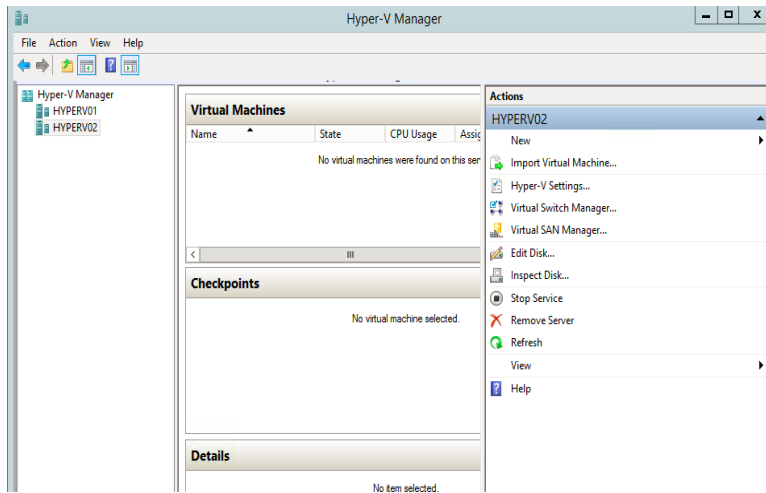 Hyper-V Manager
File Action View Help
Hyper-V Manager
HYPERV01
HYPERV02
Virtual Machines
Name State CPU Usage Assig
No virtual machines were found on this ser
Checkpoints
No virtual machine selected.
Details
No item selected.
Actions
HYPERV02
New
Import Virtual Machine...
Hyper-V Settings...
Virtual Switch Manager...
Virtual SAN Manager...
Edit Disk...
Inspect Disk...
Stop Service
Remove Server
Refresh
View
Help